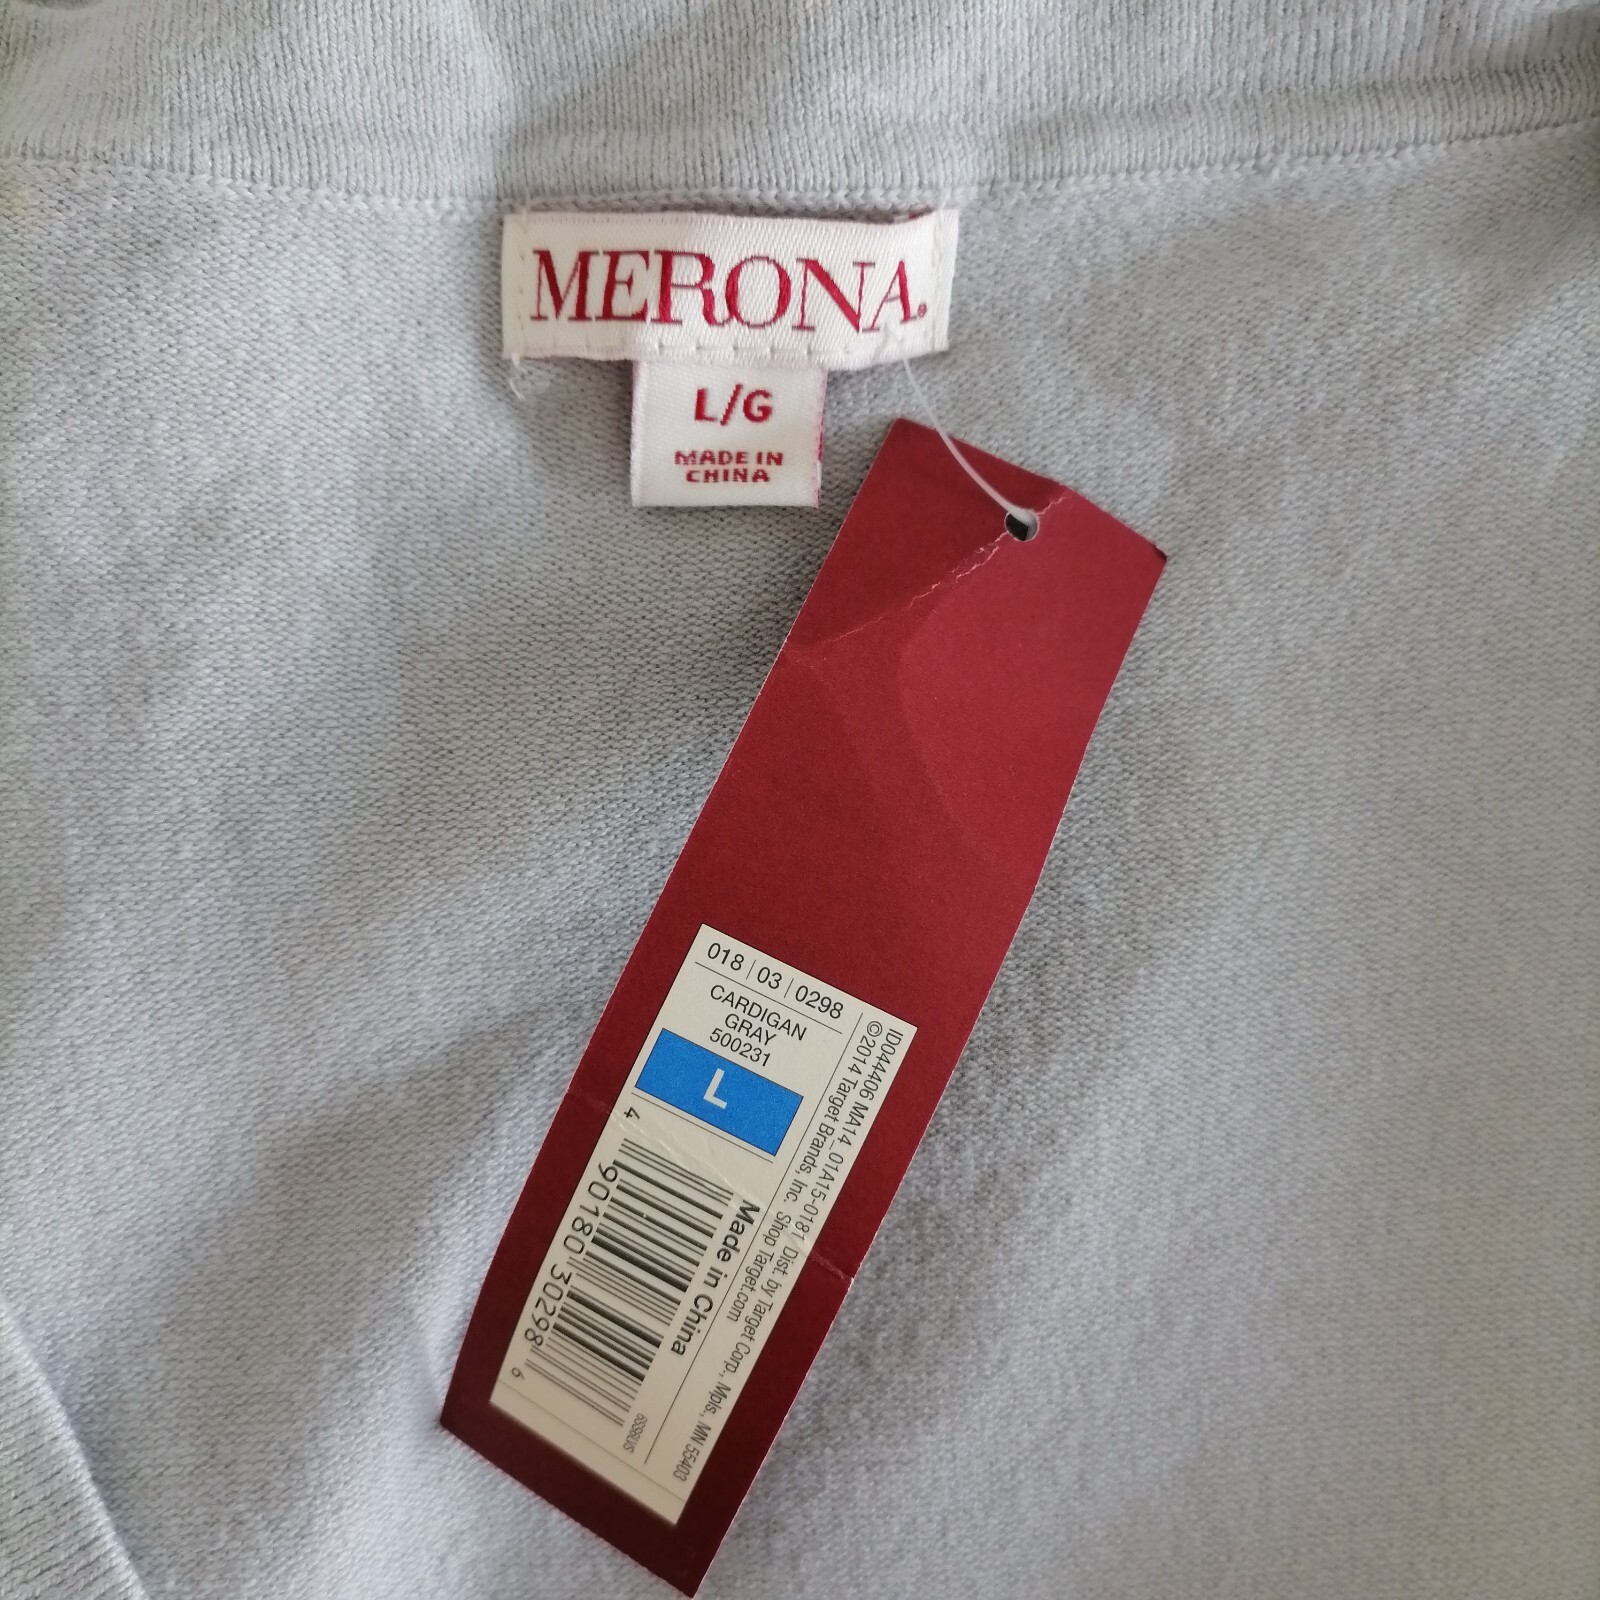 MERONA®
L/G
MADE IN
CHINA
018 | 03 | 0298
CARDIGAN
GRAY
500231
L
4 90180 30298 6
Made in China
ID044406 MA14_01A15-0181 Dist. by Target Corp., Mpls., MN 55403
©2014 Target Brands, Inc. Shop Target.com